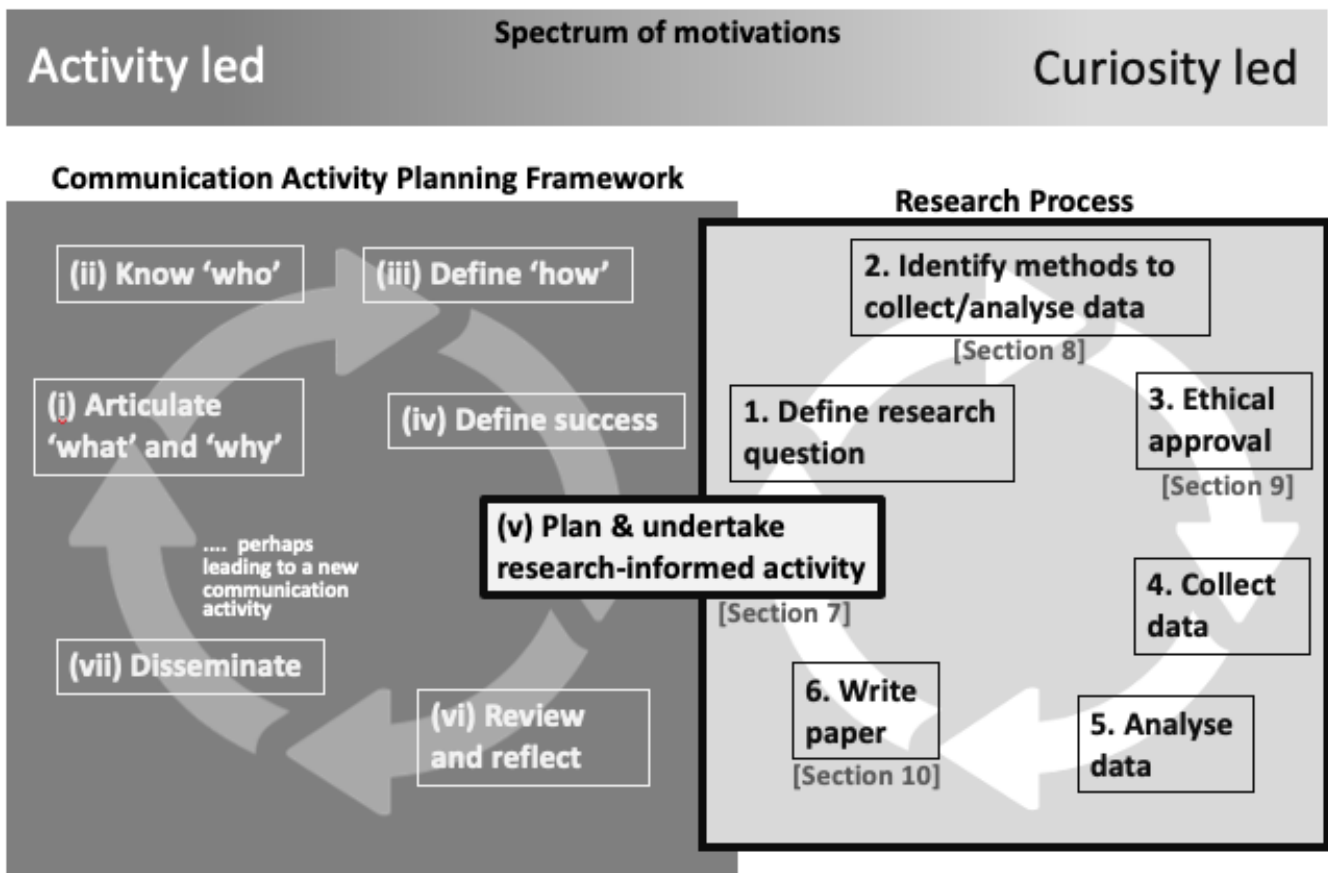 Spectrum of motivations
Activity led
Curiosity led
Communication Activity Planning Framework
(ii) Know ‘who’
(iii) Define ‘how’
(i) Articulate
‘what’ and ‘why’
(iv) Define success
(v) Plan & undertake
research-informed activity
[Section 7]
.... perhaps
leading to a new
communication
activity
(vii) Disseminate
(vi) Review
and reflect
Research Process
2. Identify methods to
collect/analyse data
[Section 8]
1. Define research
question
3. Ethical
approval
[Section 9]
4. Collect
data
5. Analyse
data
6. Write
paper
[Section 10]